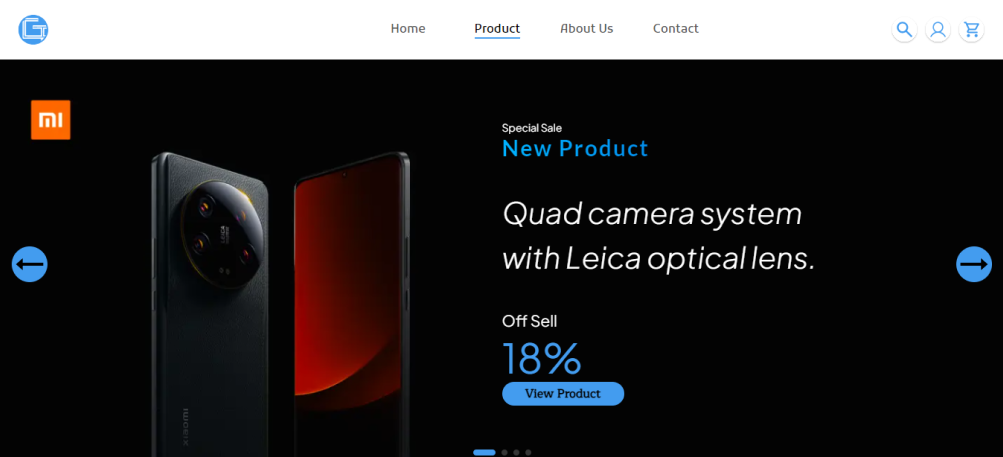 Home Product About Us Contact
mi
Special Sale
New Product
Quad camera system
with Leica optical lens.
Off Sell
18%
View Product
xiaomi